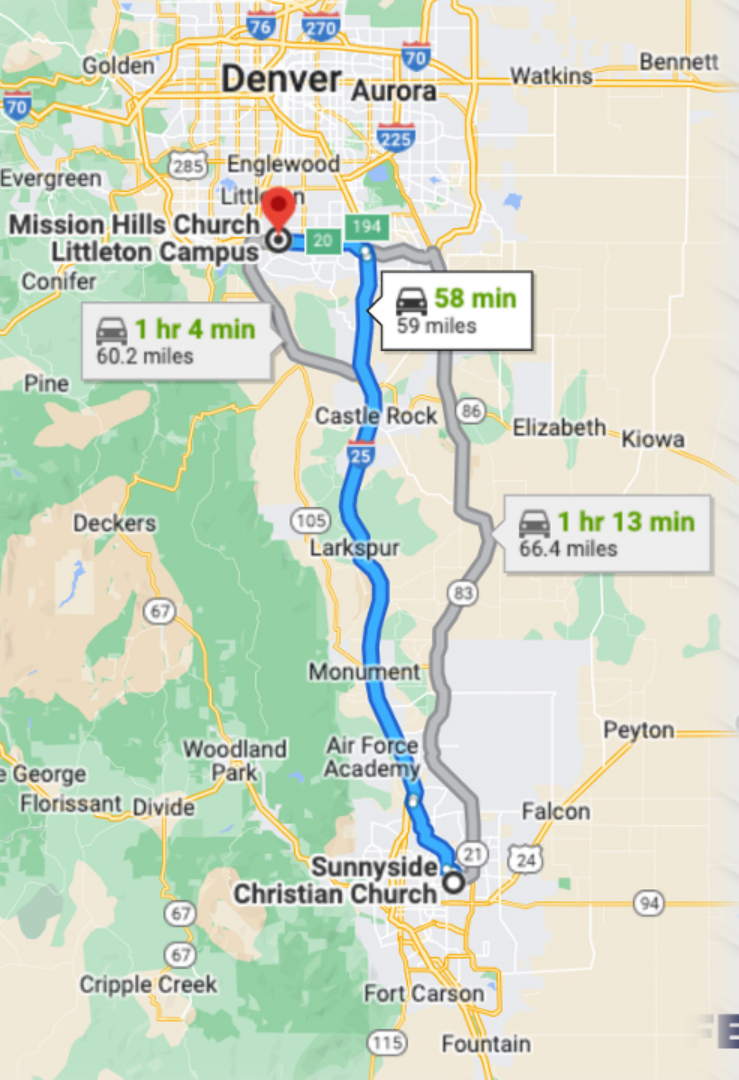 76
270
Golden
70
Bennett
Denver
Watkins
Aurora
70
225
285
Englewood
Evergreen
Mission Hills Church
Littleton Campus
20
194
Conifer
58 min
59 miles
1 hr 4 min
60.2 miles
Pine
Castle Rock
86
Elizabeth
Kiowa
25
105
Deckers
1 hr 13 min
66.4 miles
Larkspur
67
83
Monument
Peyton
Woodland
Park
Air Force
Academy
e George
Florissant
Divide
Falcon
21
24
Sunnyside
Christian Church
67
94
67
Cripple Creek
Fort Carson
FE
115
Fountain